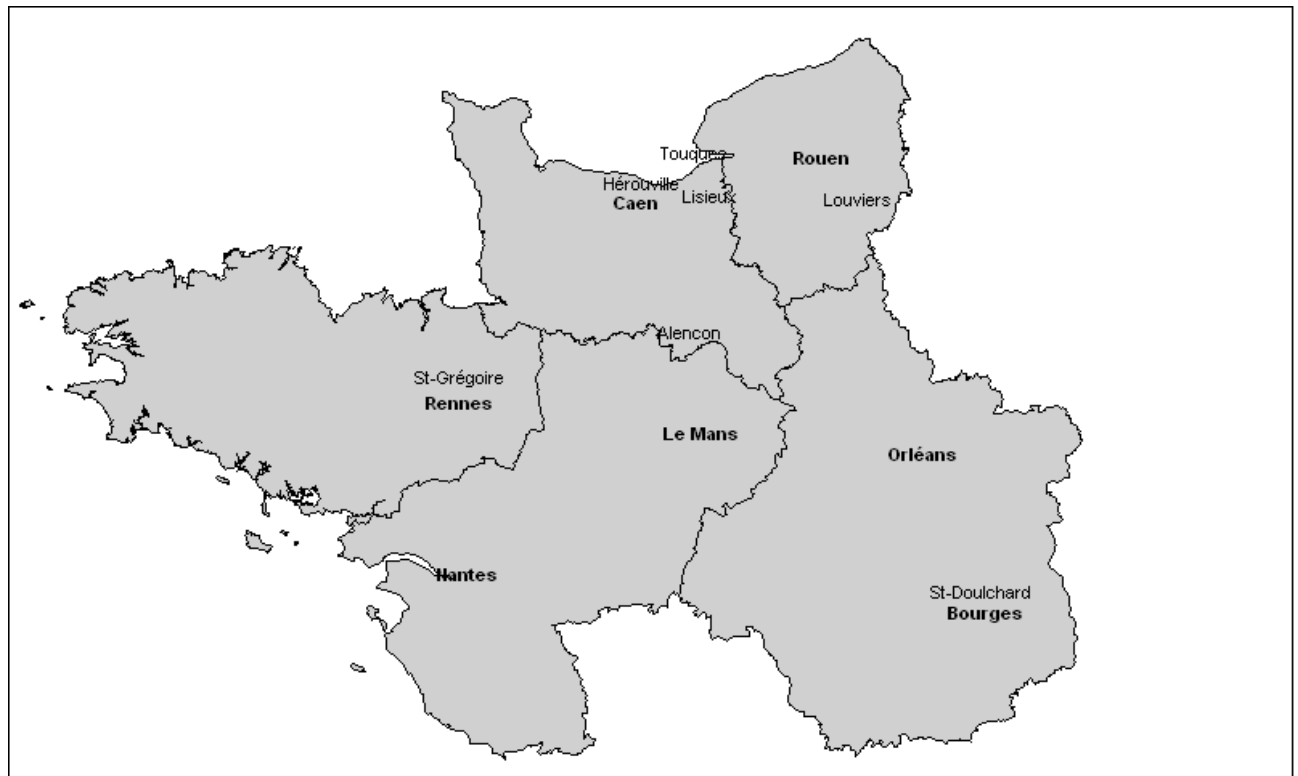 Touques
Rouen
Hérouville
Lisieux
Caen
Louviers
Alencon
St-Grégoire
Rennes
Le Mans
Orléans
Nantes
St-Doulchard
Bourges